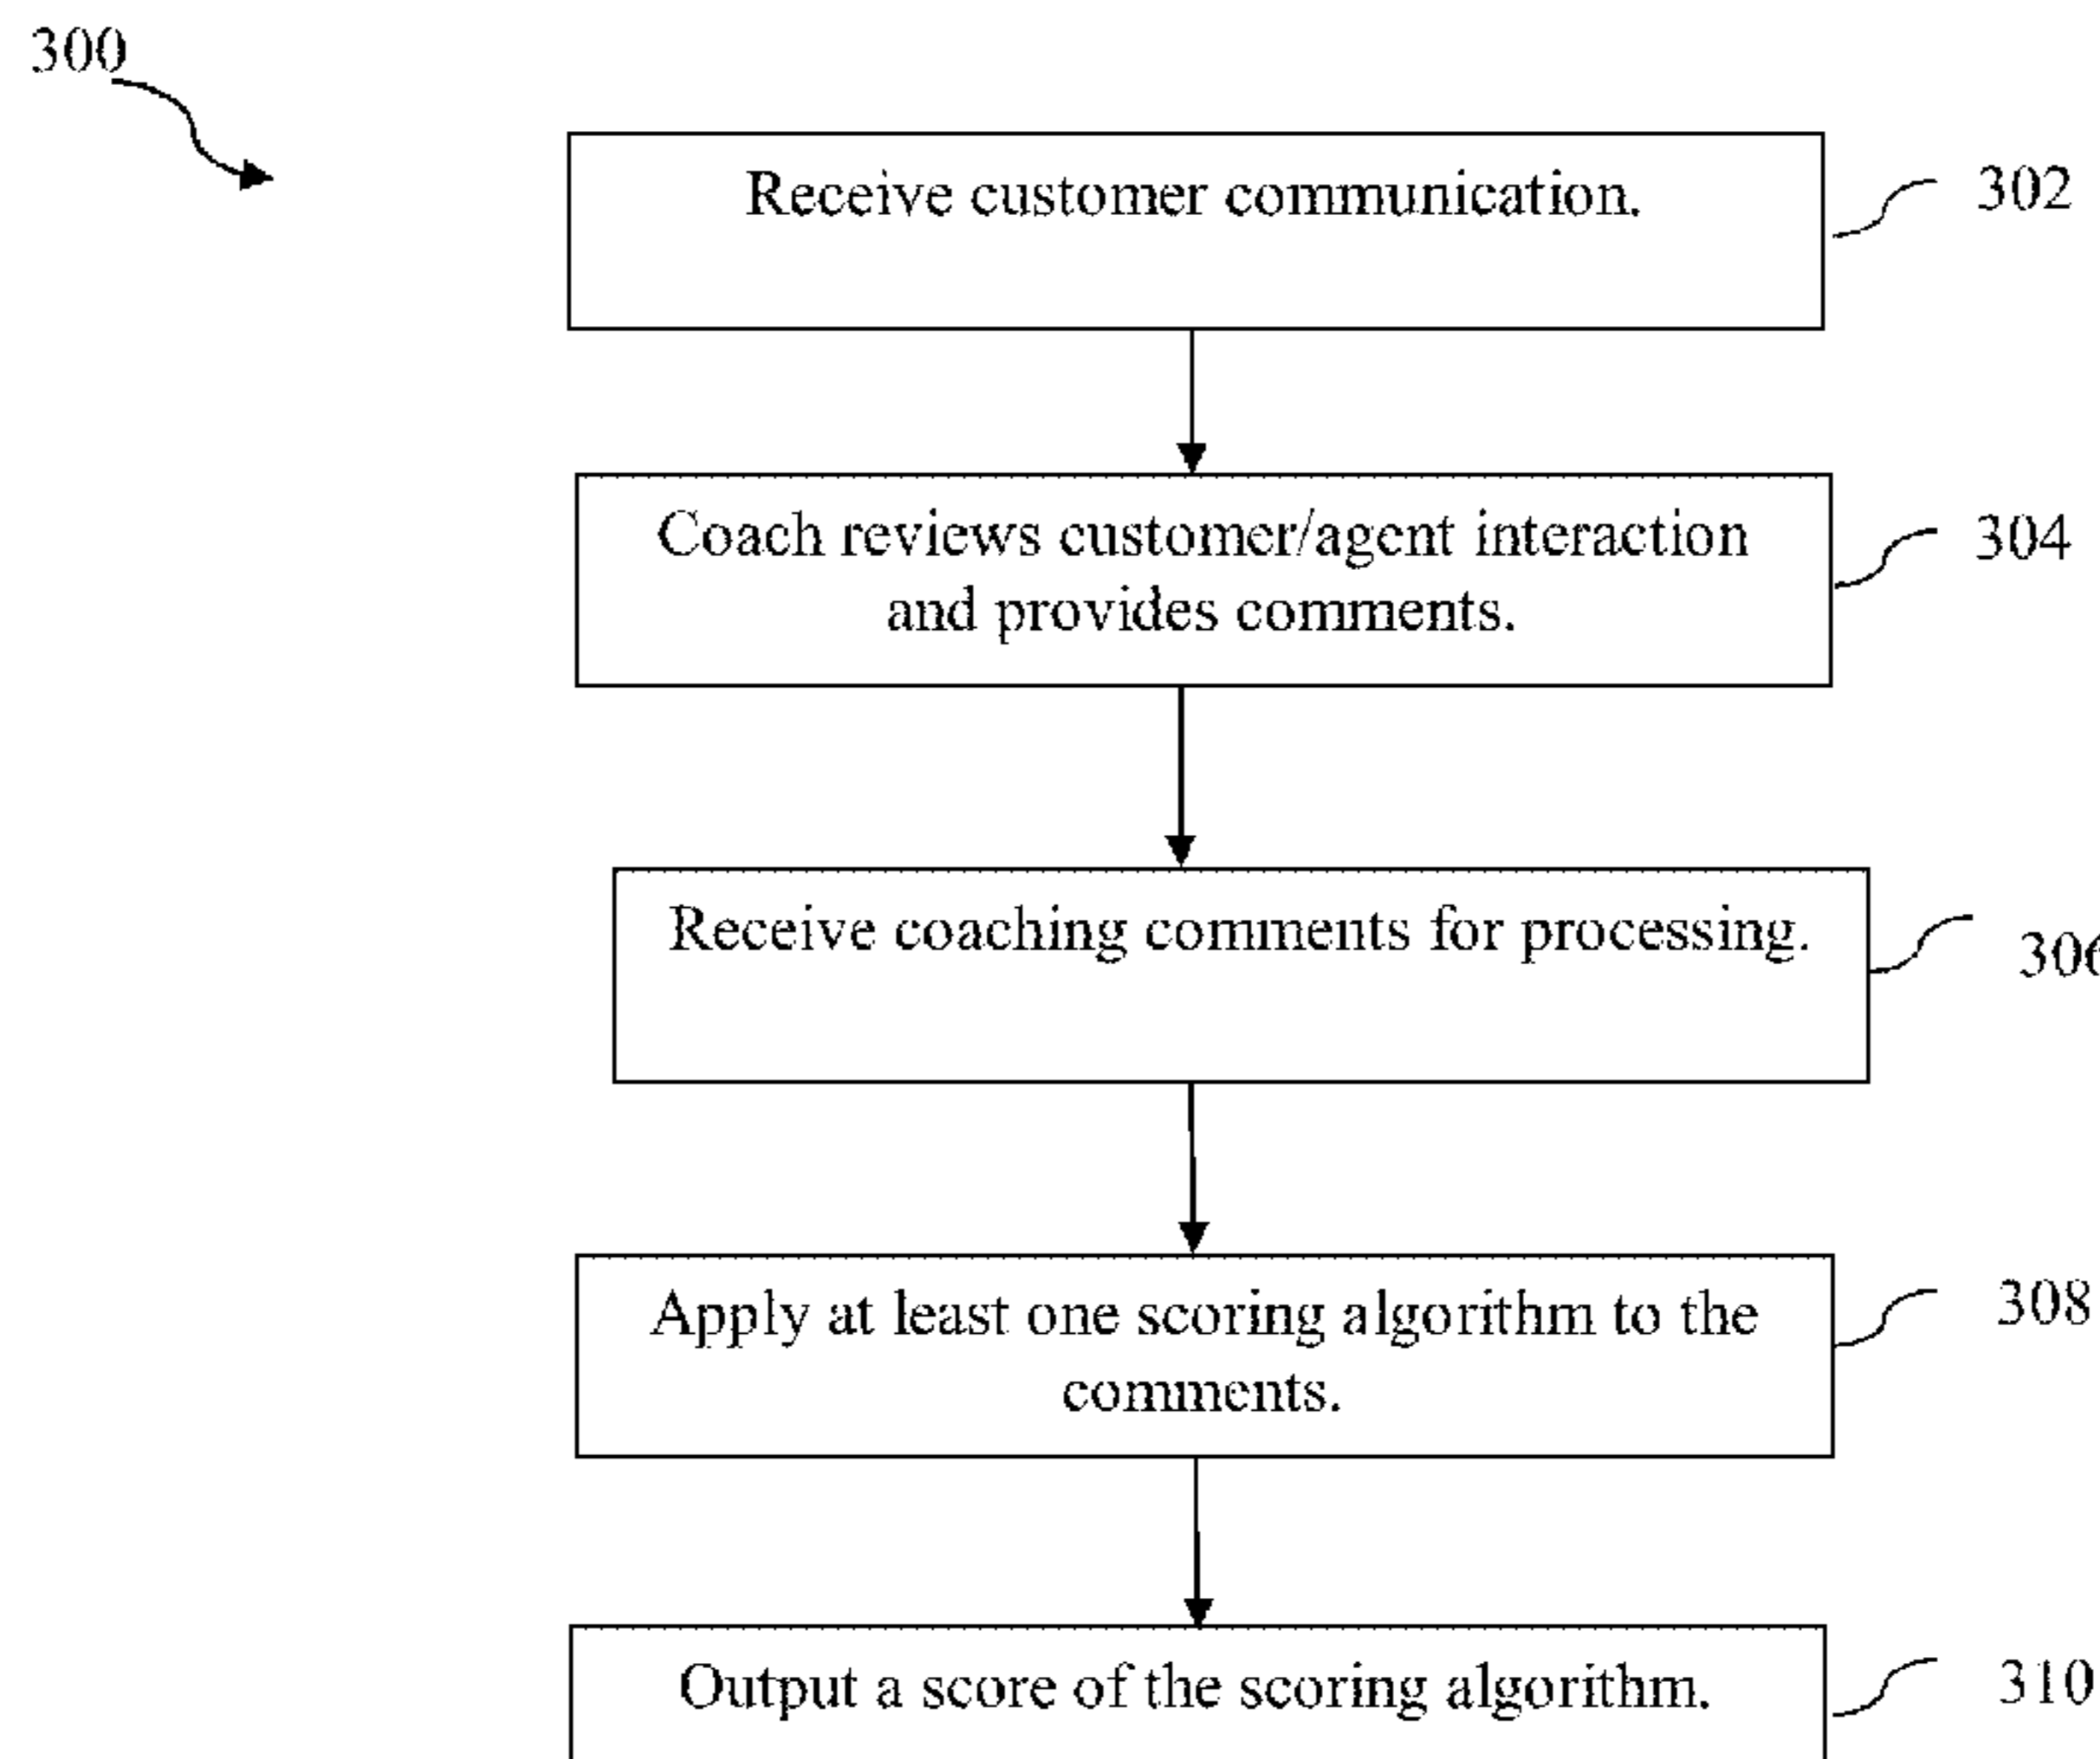 300
Receive customer communication.
302
Coach reviews customer/agent interaction
and provides comments.
304
Receive coaching comments for processing.
306
Apply at least one scoring algorithm to the
comments.
308
Output a score of the scoring algorithm.
310